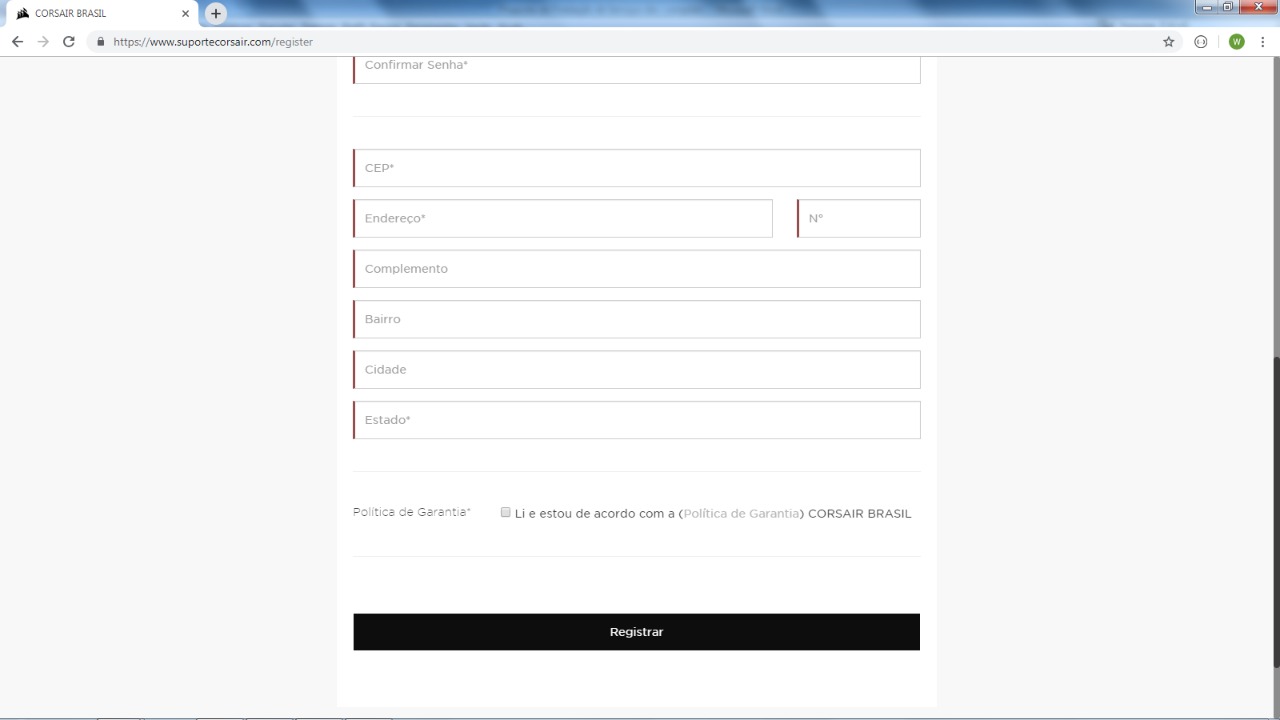 CORSAIR BRASIL
https://www.suportecorsair.com/register
W
Confirmar Senha*
CEP*
Endereço* Nº
Complemento
Bairro
Cidade
Estado*
Política de Garantia* Li e estou de acordo com a (Política de Garantia) CORSAIR BRASIL
Registrar